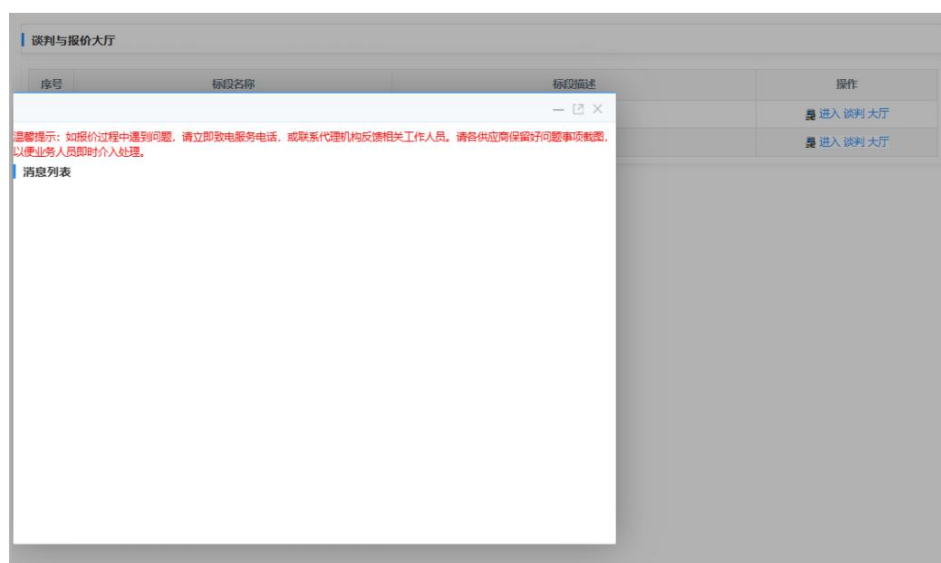 谈判与报价大厅
序号 标段名称 标段描述 操作
进入 谈判 大厅
温馨提示：如报价过程中遇到问题，请立即致电服务电话，或联系代理机构反馈相关工作人员。请各供应商保留好问题事项截图，
以便业务人员即时介入处理。
进入 谈判 大厅
消息列表